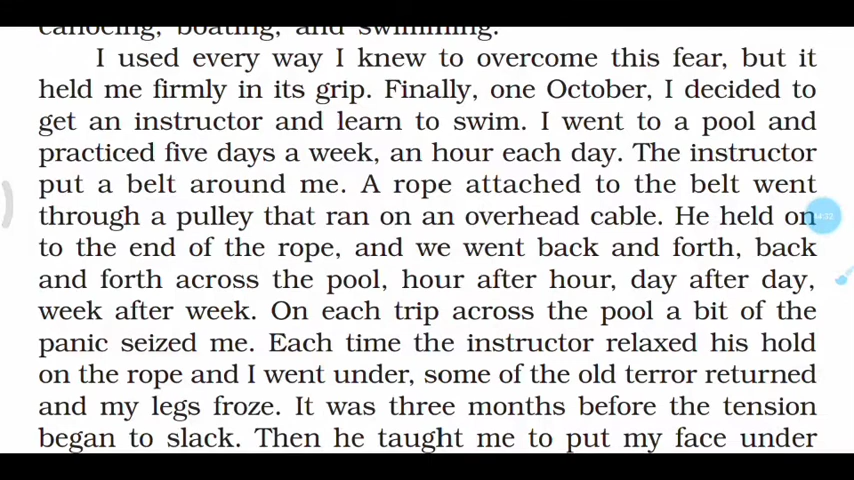 canoeing, boating, and swimming.
I used every way I knew to overcome this fear, but it
held me firmly in its grip. Finally, one October, I decided to
get an instructor and learn to swim. I went to a pool and
practiced five days a week, an hour each day. The instructor
put a belt around me. A rope attached to the belt went
through a pulley that ran on an overhead cable. He held on
to the end of the rope, and we went back and forth, back
and forth across the pool, hour after hour, day after day,
week after week. On each trip across the pool a bit of the
panic seized me. Each time the instructor relaxed his hold
on the rope and I went under, some of the old terror returned
and my legs froze. It was three months before the tension
began to slack. Then he taught me to put my face under